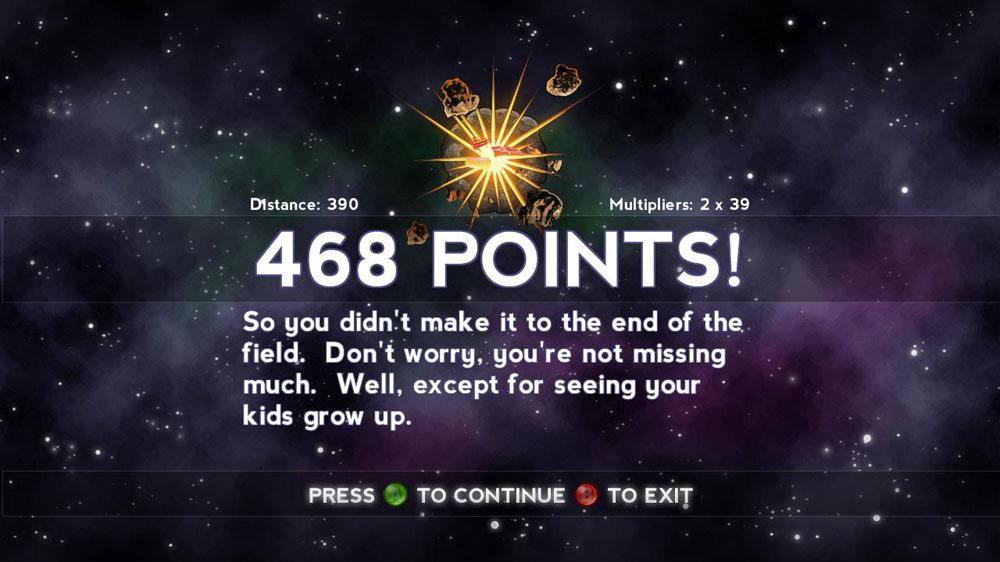 Distance: 390 Multipliers: 2 x 39
468 POINTS!
So you didn't make it to the end of the
field. Don't worry, you're not missing
much. Well, except for seeing your
kids grow up.
PRESS A TO CONTINUE B TO EXIT